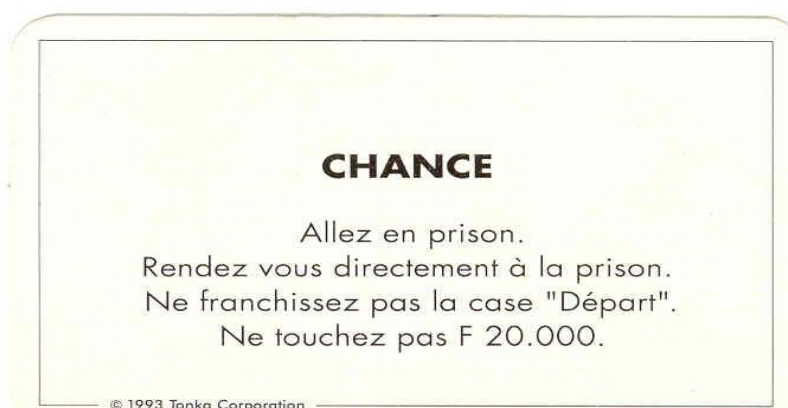 CHANCE
Allez en prison.
Rendez vous directement à la prison.
Ne franchissez pas la case "Départ".
Ne touchez pas F 20.000.
© 1993 Tonka Corporation